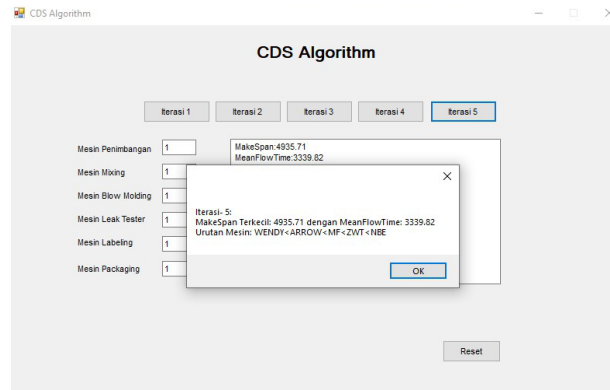 CDS Algorithm
CDS Algorithm
Iterasi 1 Iterasi 2 Iterasi 3 Iterasi 4 Iterasi 5
Mesin Penimbangan 1
Mesin Mixing 1
Mesin Blow Molding 1
Mesin Leak Tester 1
Mesin Labeling 1
Mesin Packaging 1
MakeSpan:4935.71
MeanFlowTime:3339.82
Iterasi- 5:
MakeSpan Terkecil: 4935.71 dengan MeanFlowTime: 3339.82
Urutan Mesin: WENDY<ARROW<MF<ZWT<NBE
OK
Reset